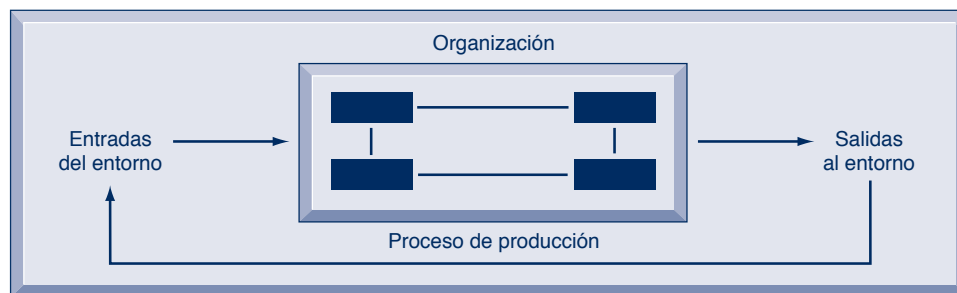 Organización
Entradas
del entorno
Salidas
al entorno
Proceso de producción